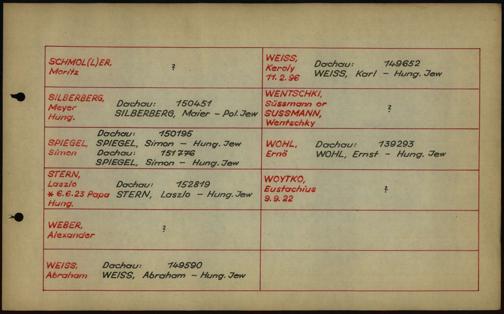 SCHMOL(L)ER,
Moritz
?
SILBERBERG,
Meyer
Hung.
Dachau: 150451
SILBERBERG, Maier - Pol.Jew
SPIEGEL,
Simon
Dachau: 150195
SPIEGEL, Simon - Hung.Jew
Dachau: 151776
SPIEGEL, Simon - Hung.Jew
STERN,
Laszlo
* 6.6.23 Papa
Hung.
Dachau: 152819
STERN, Laszlo - Hung.Jew
WEBER,
Alexander
?
WEISS,
Abraham
Dachau: 149590
WEISS, Abraham - Hung.Jew
WEISS,
Karoly
11.2.96
Dachau: 149652
WEISS, Karl - Hung.Jew
WENTSCHKI,
Süssmann or
SUSSMANN,
Wentschky
?
WOHL,
Ernö
Dachau: 139293
WOHL, Ernst - Hung.Jew
WOYTKO,
Eustachius
9.9.22
?